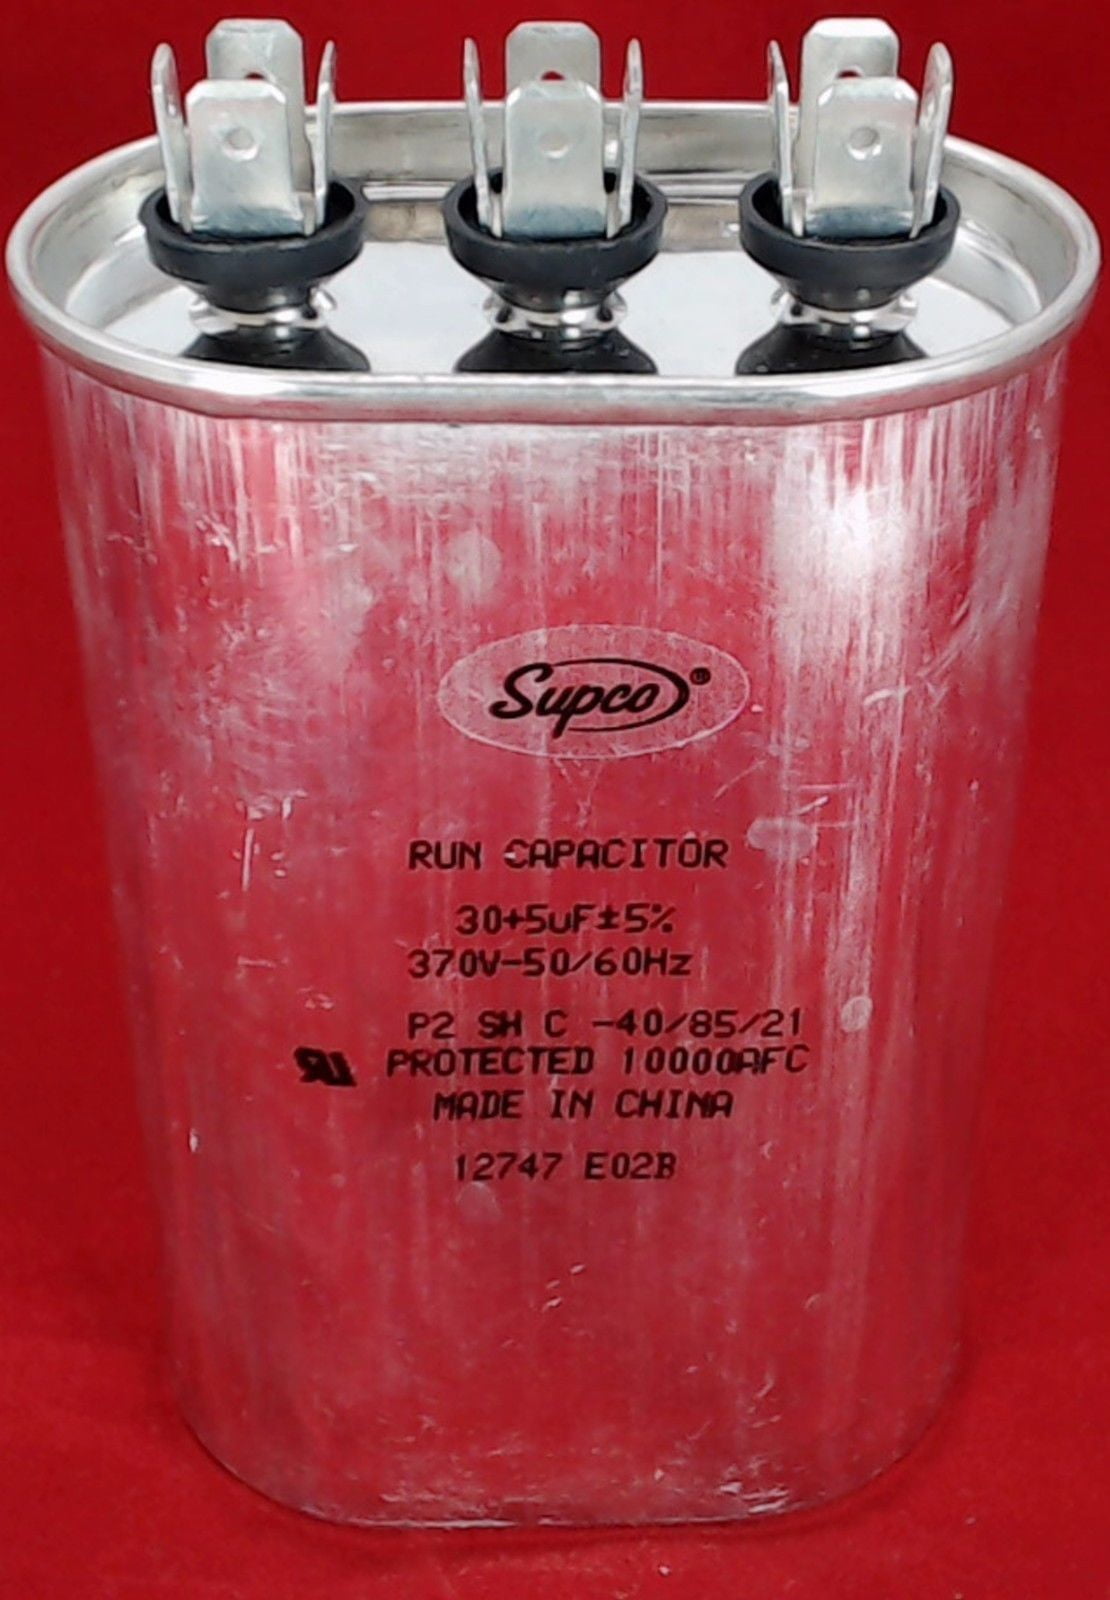 Supco®
RUN CAPACITOR
30+5uF±5%
370V-50/60Hz
P2 SH C -40/85/21
PROTECTED 10000AFC
MADE IN CHINA
12747 E02B